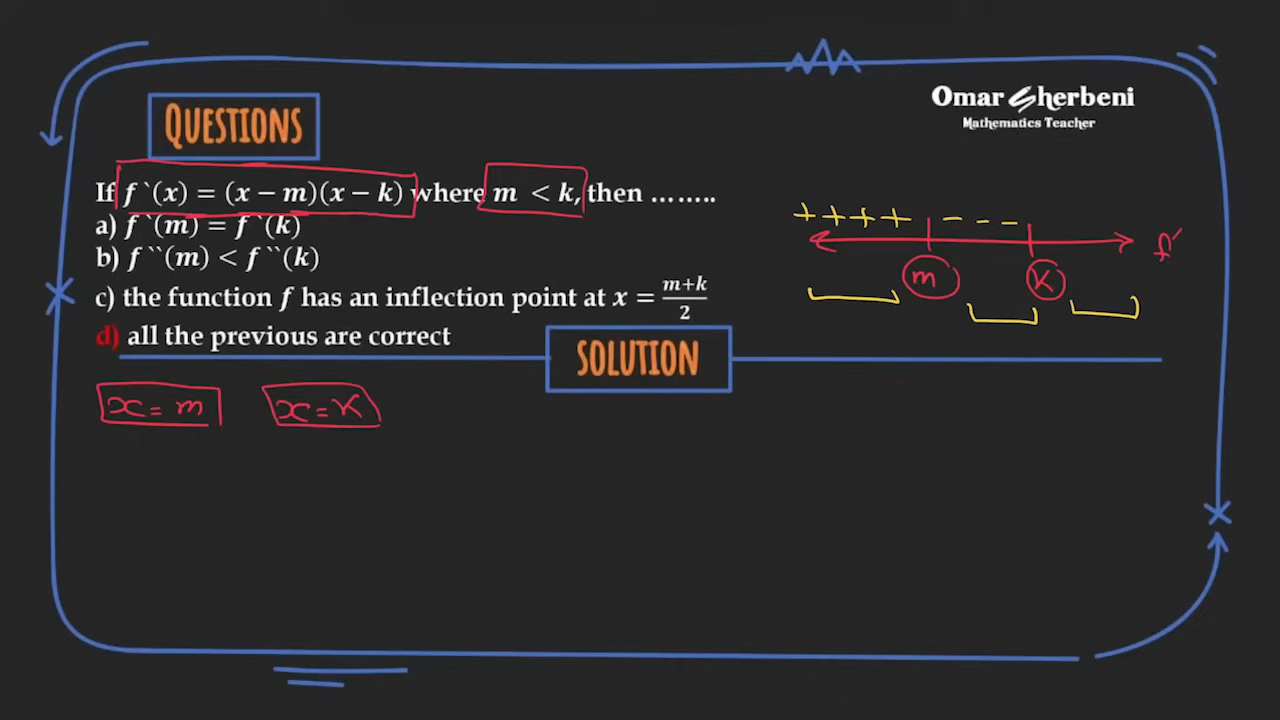 Omar Sherbeni
Mathematics Teacher
QUESTIONS
If f`(x) = (x − m)(x − k) where m < k, then ........
a) f`(m) = f`(k)
b) f``(m) < f``(k)
c) the function f has an inflection point at x = \frac{m+k}{2}
d) all the previous are correct
+ + + + − − −
f′
m k
SOLUTION
x = m x = k